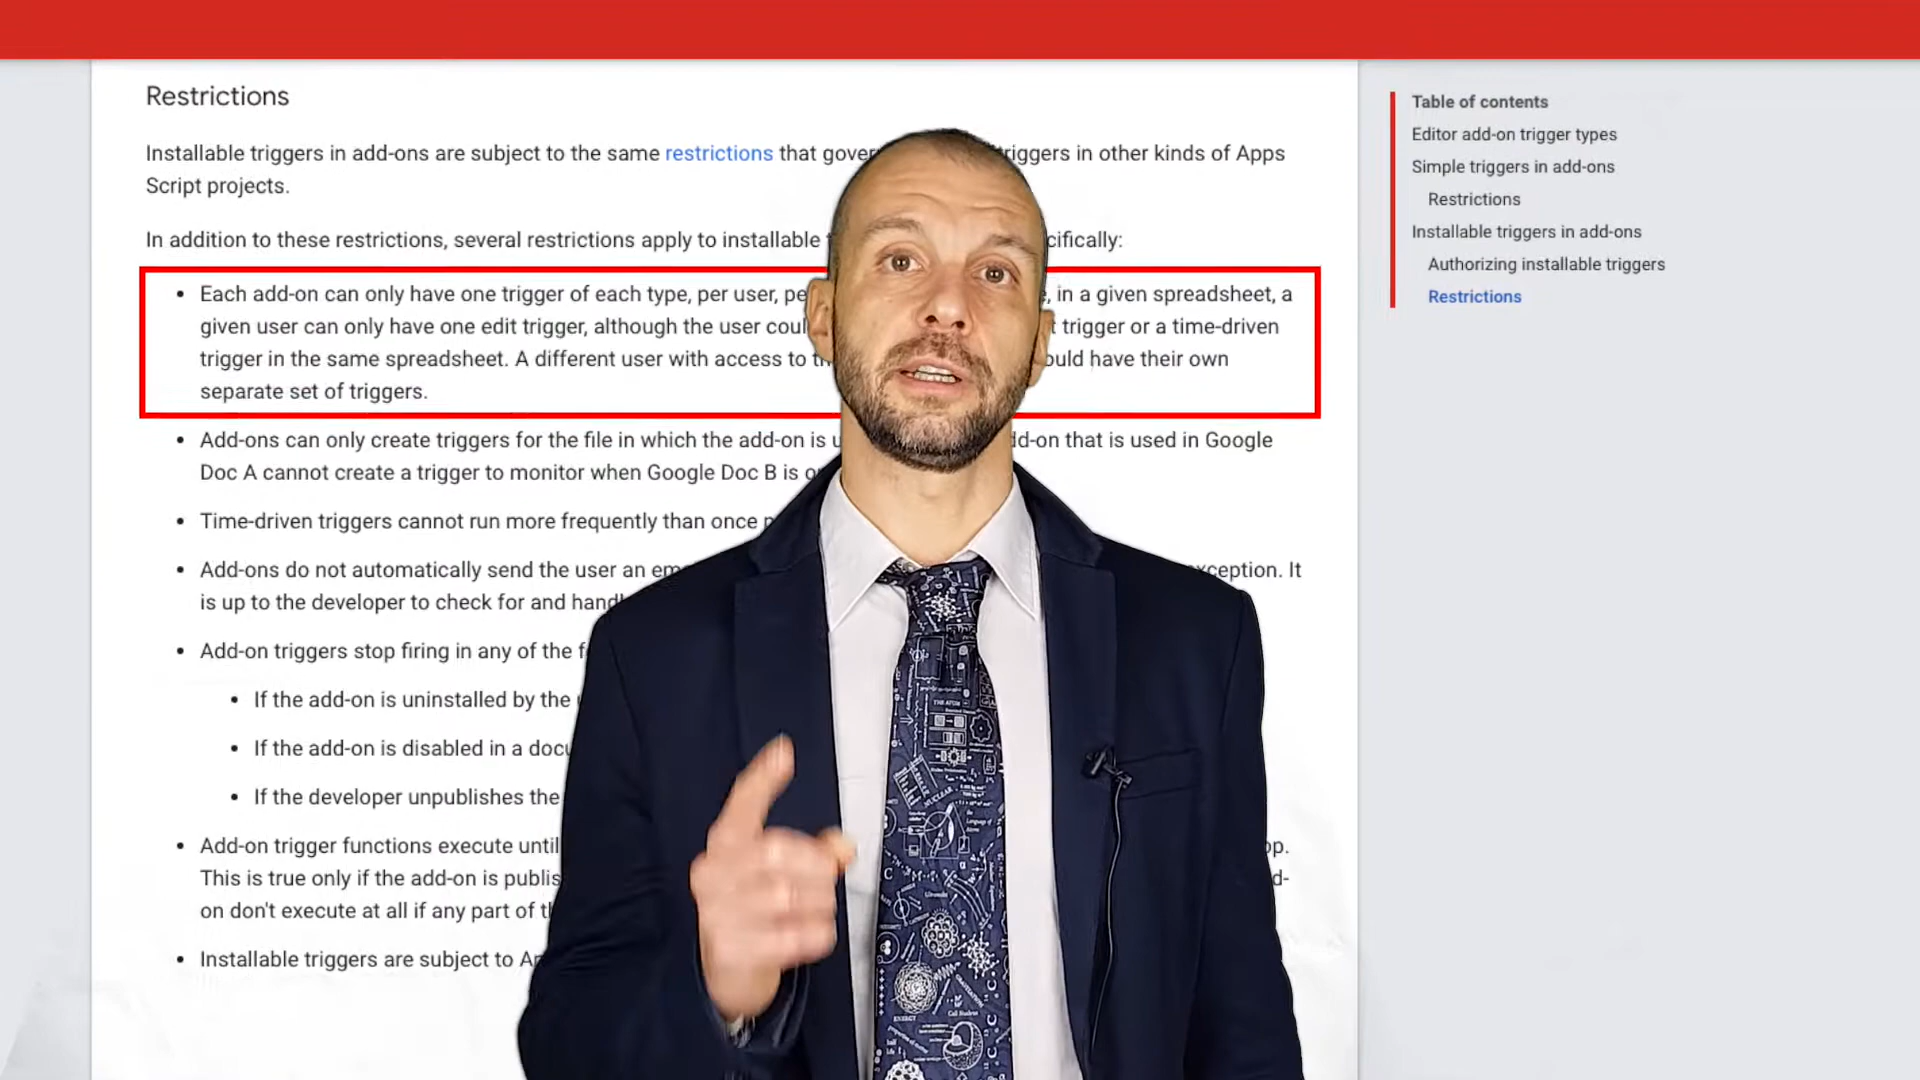 Restrictions
Installable triggers in add-ons are subject to the same restrictions that gover riggers in other kinds of Apps
Script projects.
In addition to these restrictions, several restrictions apply to installable cifically:
• Each add-on can only have one trigger of each type, per user, pe , in a given spreadsheet, a
given user can only have one edit trigger, although the user coul t trigger or a time-driven
trigger in the same spreadsheet. A different user with access to th ould have their own
separate set of triggers.
• Add-ons can only create triggers for the file in which the add-on is u dd-on that is used in Google
Doc A cannot create a trigger to monitor when Google Doc B is o
• Time-driven triggers cannot run more frequently than once
• Add-ons do not automatically send the user an em xception. It
is up to the developer to check for and handl
• Add-on triggers stop firing in any of the f
• If the add-on is uninstalled by the
• If the add-on is disabled in a docu
• If the developer unpublishes the
• Add-on trigger functions execute until op.
This is true only if the add-on is publis d-
on don't execute at all if any part of th
• Installable triggers are subject to Ap
Table of contents
Editor add-on trigger types
Simple triggers in add-ons
Restrictions
Installable triggers in add-ons
Authorizing installable triggers
Restrictions
THE ATOM
NUCLEAR
ENERGY